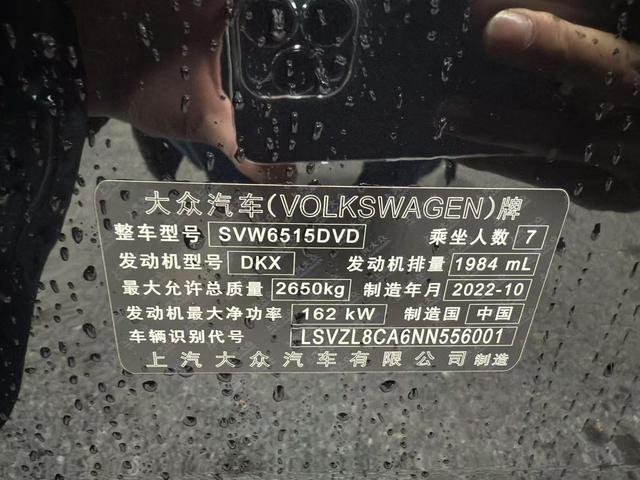 大众汽车(VOLKSWAGEN)牌
整车型号 SVW6515DVD 乘坐人数 7
发动机型号 DKX 发动机排量 1984 mL
最大允许总质量 2650kg 制造年月 2022-10
发动机最大净功率 162 kW 制造国 中国
车辆识别代号 LSVZL8CA6NN556001
上汽大众汽车有限公司 制造